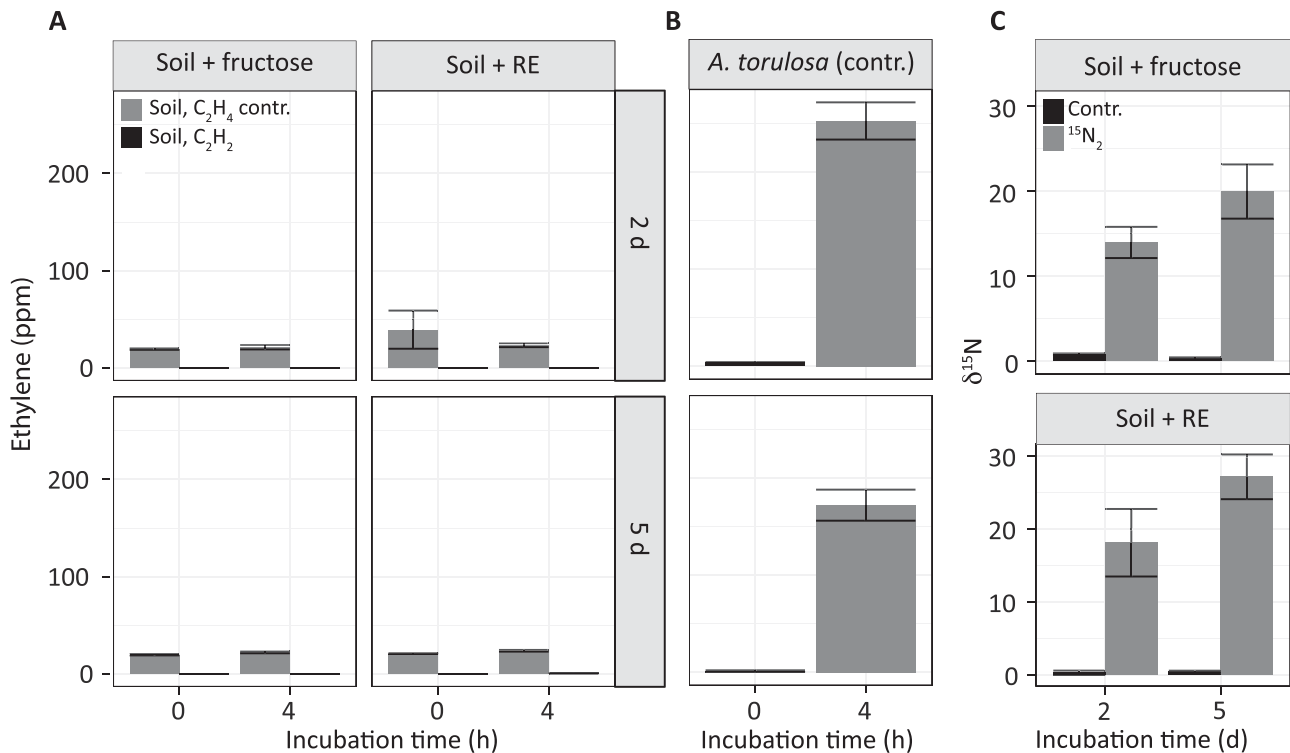 A
B
C
Soil + fructose
Soil + RE
A. torulosa (contr.)
Soil + fructose
Soil, C₂H₄ contr.
Soil, C₂H₂
Contr.
¹⁵N₂
200
100
0
2 d
30
20
10
0
Ethylene (ppm)
δ¹⁵N
Soil + RE
200
100
0
5 d
30
20
10
0
0
4
0
4
0
4
2
5
Incubation time (h)
Incubation time (h)
Incubation time (d)